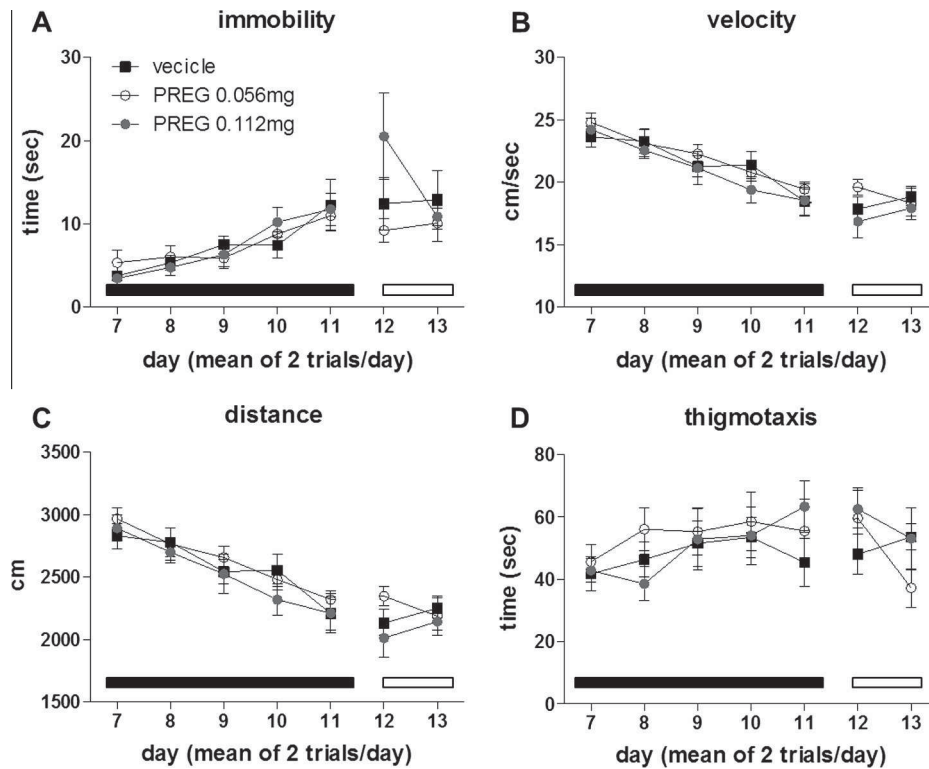 A immobility
30
20
10
0
time (sec)
vecicle
PREG 0.056mg
PREG 0.112mg
7 8 9 10 11 12 13
day (mean of 2 trials/day)
B velocity
30
25
20
15
10
cm/sec
7 8 9 10 11 12 13
day (mean of 2 trials/day)
C distance
3500
3000
2500
2000
1500
cm
7 8 9 10 11 12 13
day (mean of 2 trials/day)
D thigmotaxis
80
60
40
20
0
time (sec)
7 8 9 10 11 12 13
day (mean of 2 trials/day)